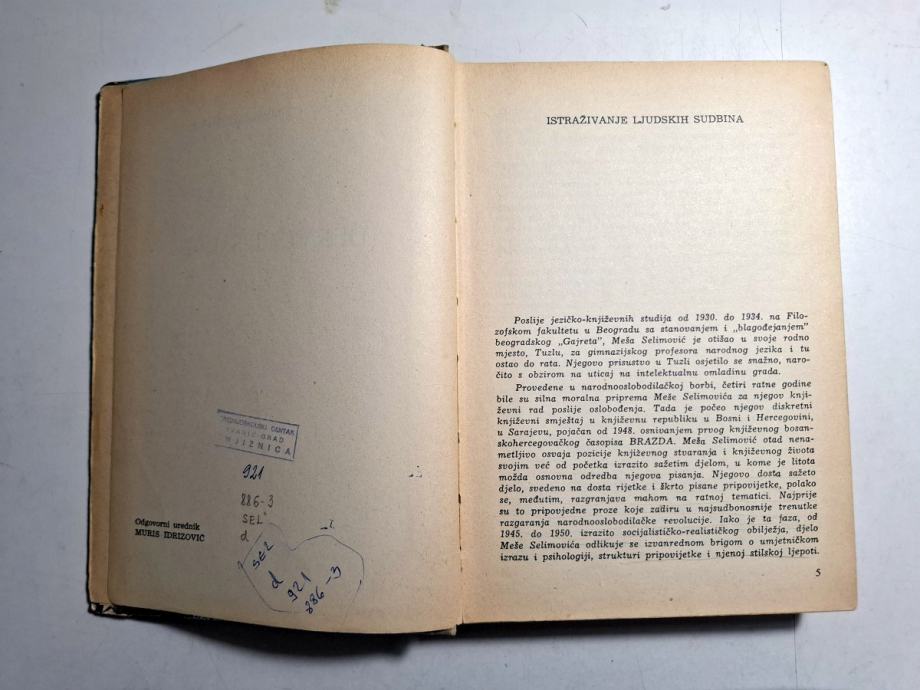 IVANIĆ-GRAD
KNJIŽNICA
921
886-3
SEL
d
Odgovorni urednik
MURIS IDRIZOVIĆ
SEL
d
921
886-3
ISTRAŽIVANJE LJUDSKIH SUDBINA
Poslije jezičko-književnih studija od 1930. do 1934. na Filo-
zofskom fakultetu u Beogradu sa stanovanjem i „blagodejanjem"
beogradskog „Gajreta", Meša Selimović je otišao u svoje rodno
mjesto, Tuzlu, za gimnazijskog profesora narodnog jezika i tu
ostao do rata. Njegovo prisustvo u Tuzli osjetilo se snažno, naro-
čito s obzirom na uticaj na intelektualnu omladinu grada.
Provedene u narodnooslobodilačkoj borbi, četiri ratne godine
bile su silna moralna priprema Meše Selimovića za njegov knji-
ževni rad poslije oslobođenja. Tada je počeo njegov diskretni
književni smještaj u književnu republiku u Bosni i Hercegovini,
u Sarajevu, pojačan od 1948. osnivanjem prvog književnog bosan-
skohercegovačkog časopisa BRAZDA. Meša Selimović otad nena-
metljivo osvaja pozicije književnog stvaranja i književnog života
svojim već od početka izrazito sažetim djelom, u kome je litota
možda osnovna odredba njegova pisanja. Njegovo dosta sažeto
djelo, svedeno na dosta rijetke i škrto pisane pripovijetke, polako
se, međutim, razgranjava mahom na ratnoj tematici. Najprije
su to pripovjedne proze koje zadiru u najsudbonosnije trenutke
razgaranja narodnooslobodilačke revolucije. Iako je ta faza, od
1945. do 1950. izrazito socijalističko-realističkog obilježja, djelo
Meše Selimovića odlikuje se izvanrednom brigom o umjetničkom
izrazu i psihologiji, strukturi pripovijetke i njenoj stilskoj ljepoti.
5